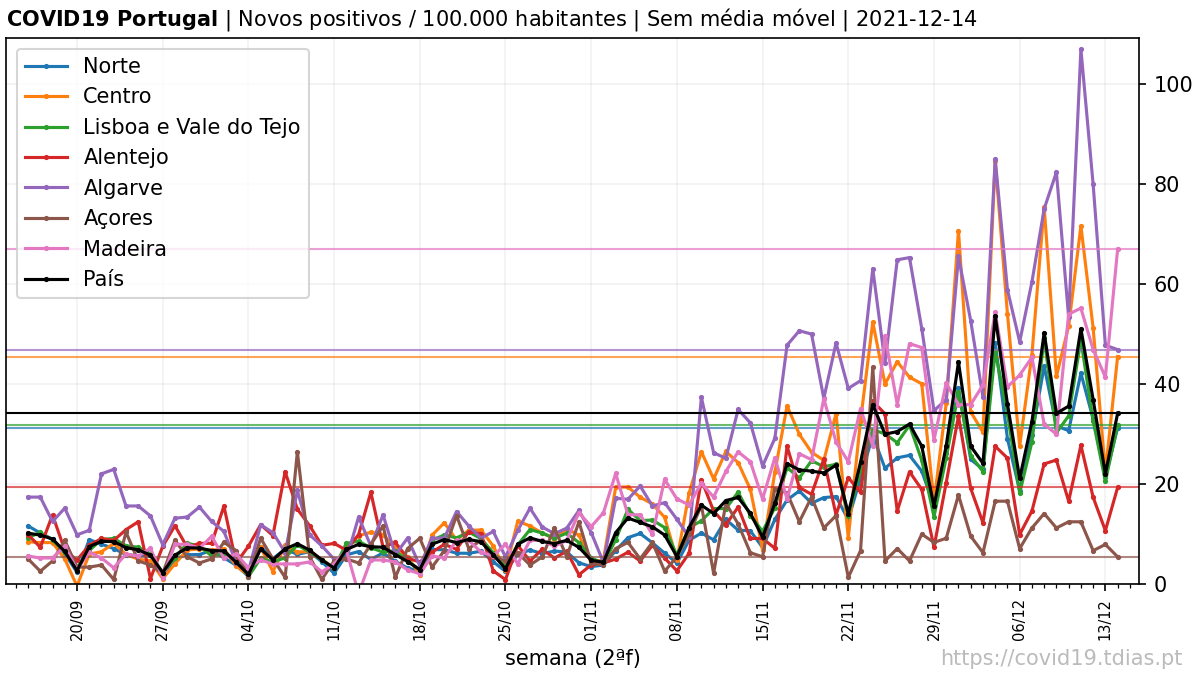 COVID19 Portugal | Novos positivos / 100.000 habitantes | Sem média móvel | 2021-12-14
Norte
Centro
Lisboa e Vale do Tejo
Alentejo
Algarve
Açores
Madeira
País
100
80
60
40
20
0
20/09 27/09 04/10 11/10 18/10 25/10 01/11 08/11 15/11 22/11 29/11 06/12 13/12
semana (2ªf)
https://covid19.tdias.pt